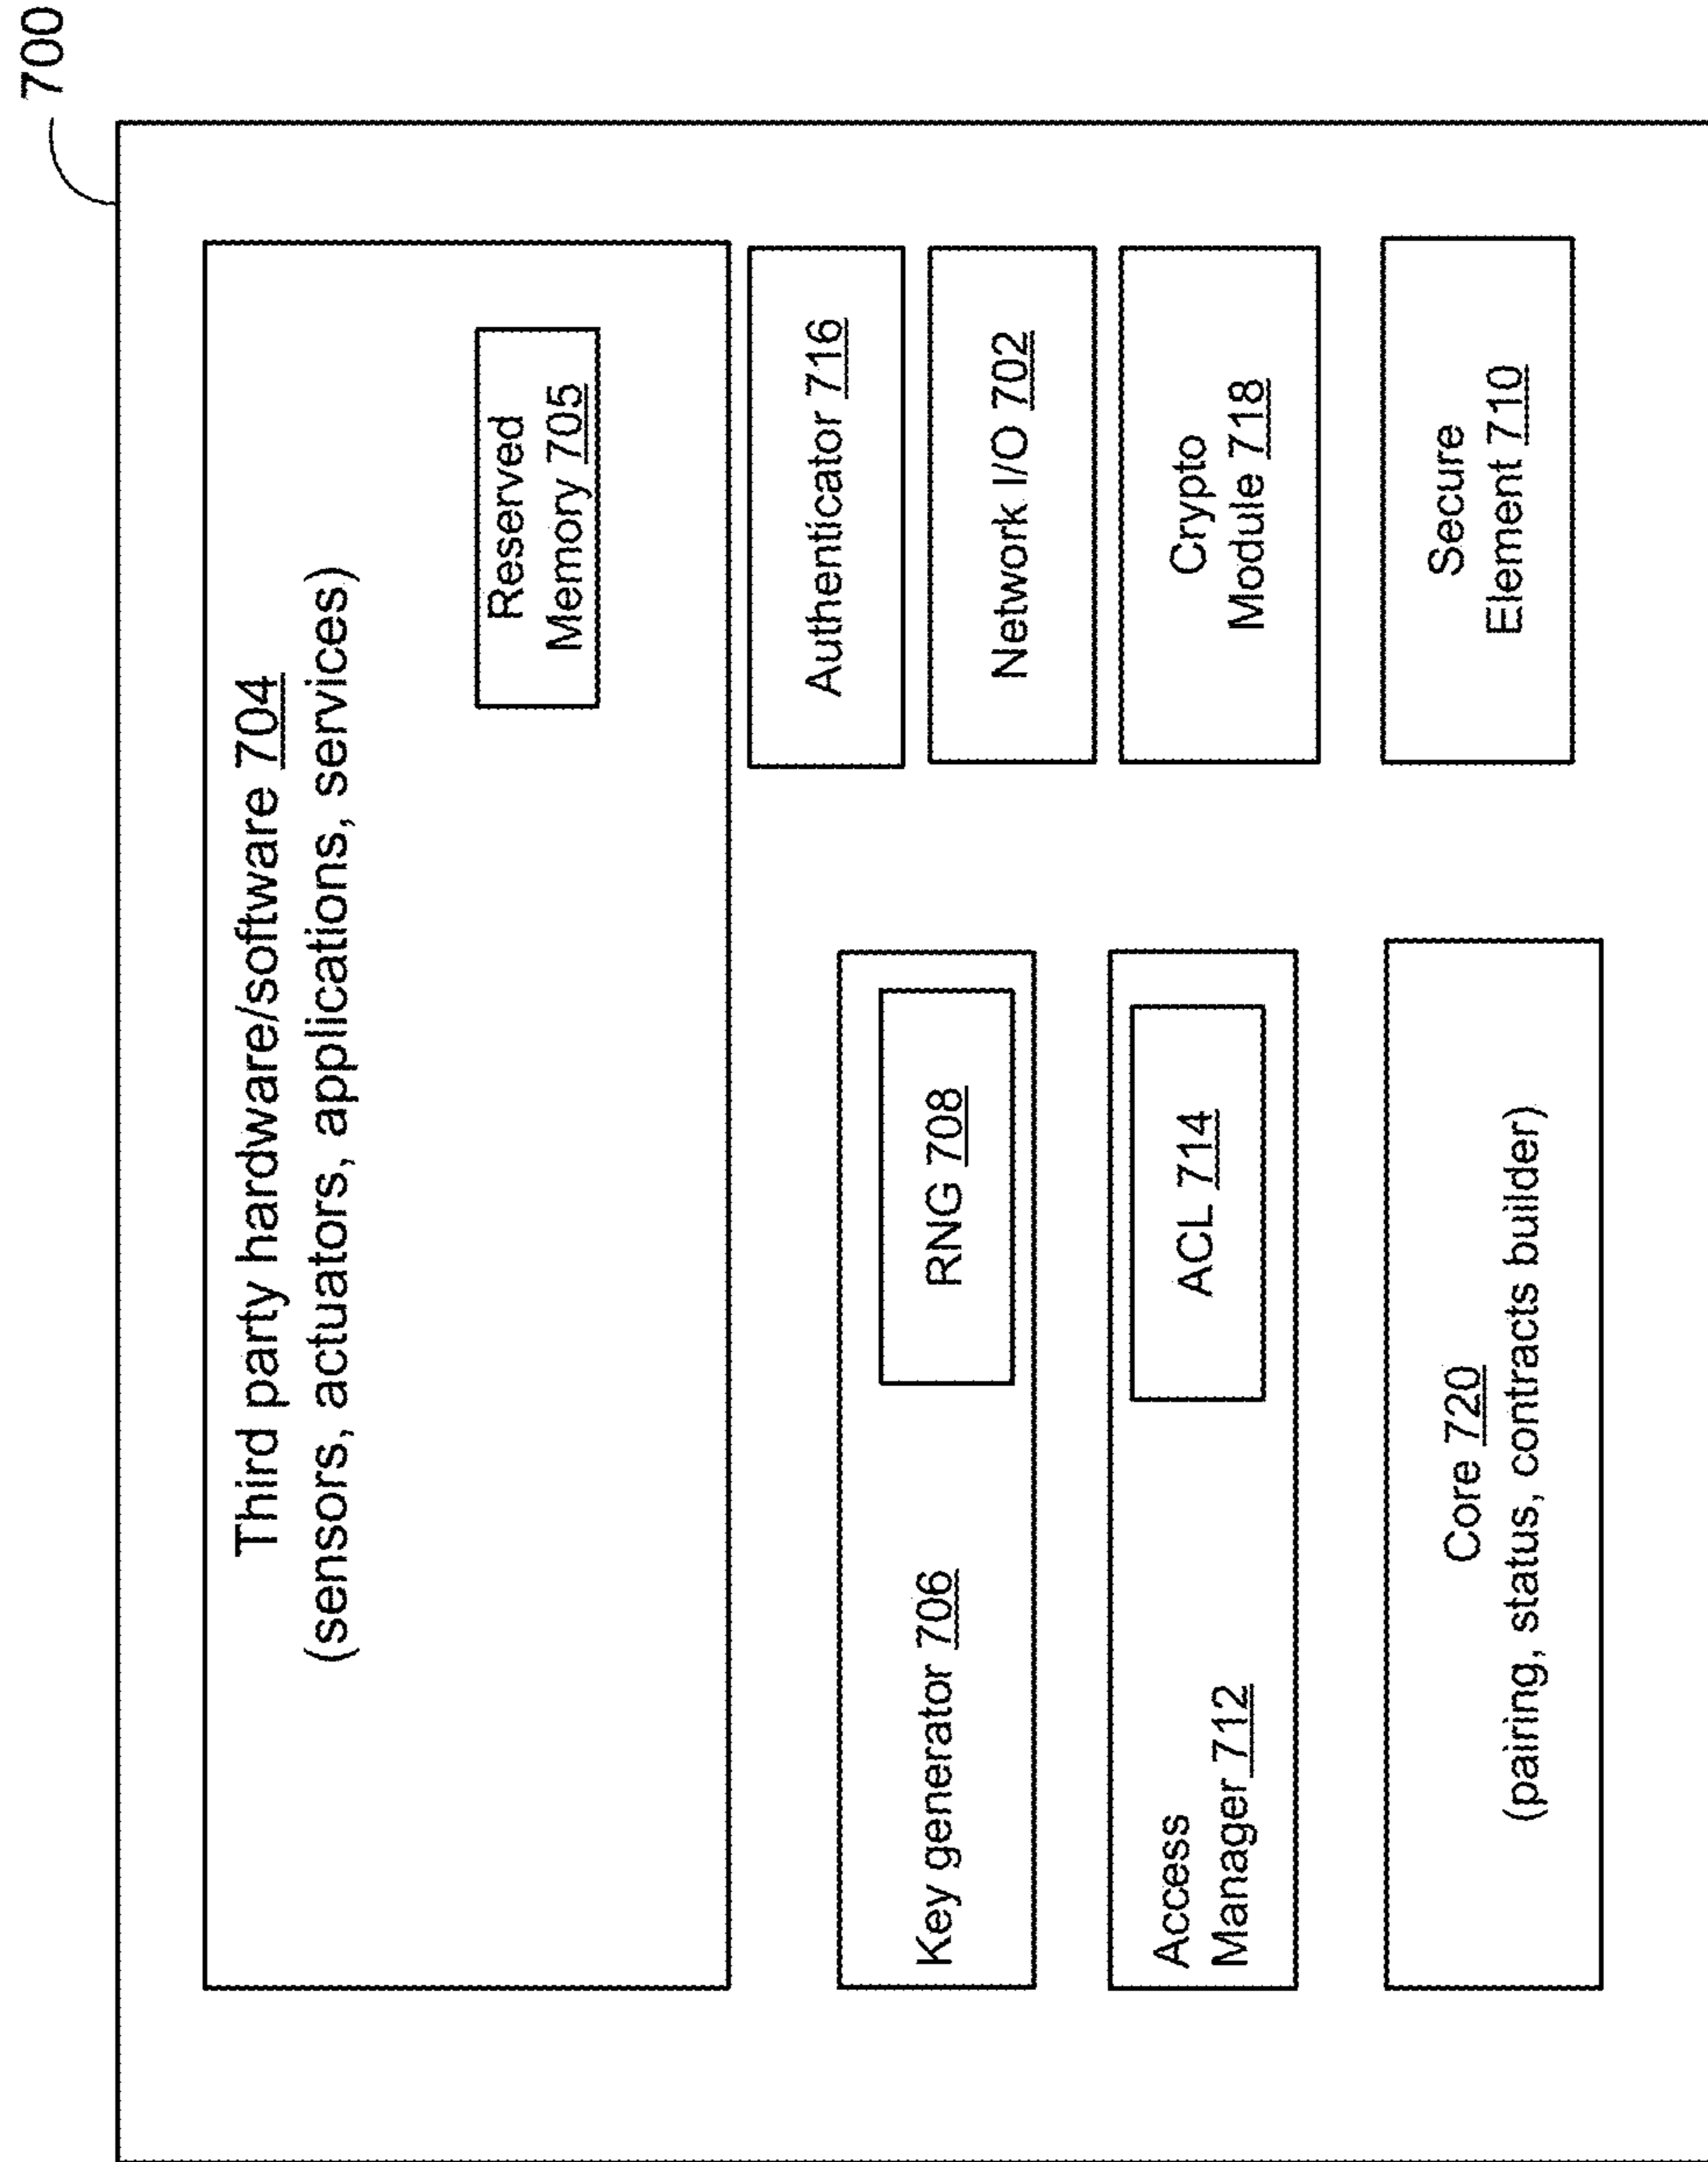 700
Third party hardware/software 704
(sensors, actuators, applications, services)
Reserved
Memory 705
Key generator 706
RNG 708
Authenticator 716
Network I/O 702
Access
Manager 712
ACL 714
Crypto
Module 718
Core 720
(pairing, status, contracts builder)
Secure
Element 710